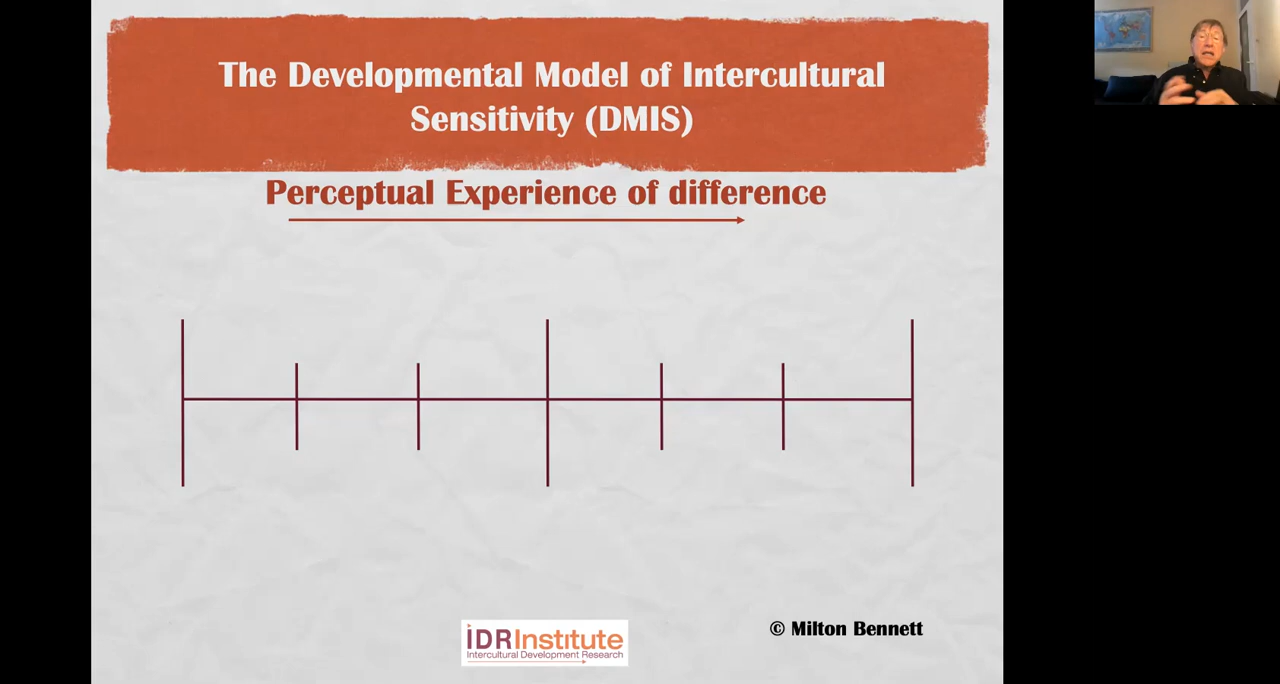 The Developmental Model of Intercultural
Sensitivity (DMIS)
Perceptual Experience of difference
IDRInstitute
Intercultural Development Research
© Milton Bennett